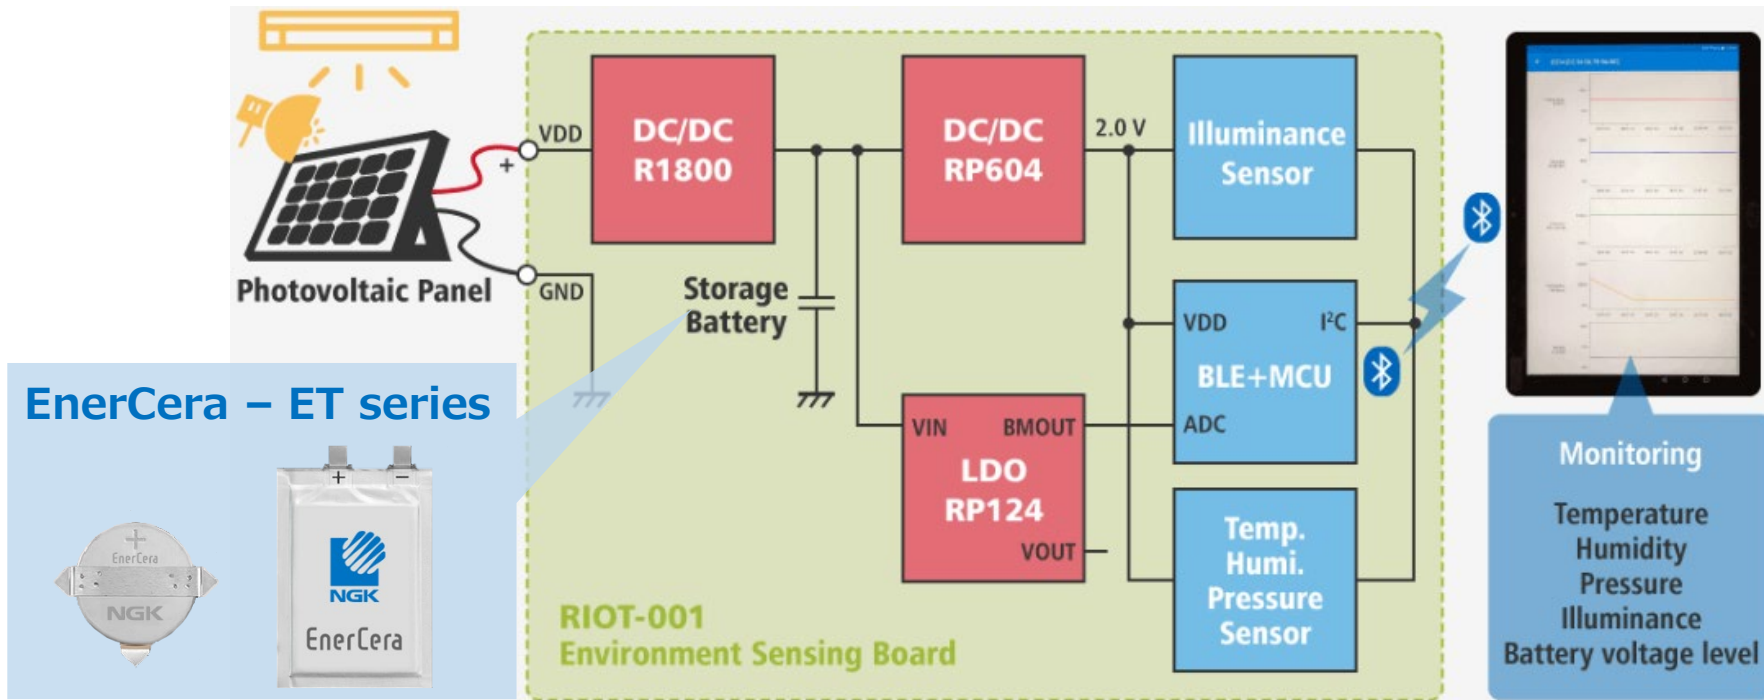 VDD
+
GND
Photovoltaic Panel
DC/DC
R1800
DC/DC
RP604
2.0 V
Illuminance
Sensor
Storage
Battery
VDD
I²C
BLE+MCU
ADC
VIN
BMOUT
LDO
RP124
VOUT
Temp.
Humi.
Pressure
Sensor
RIOT-001
Environment Sensing Board
EnerCera – ET series
+
EnerCera
NGK
+
−
NGK
EnerCera
Monitoring
Temperature
Humidity
Pressure
Illuminance
Battery voltage level